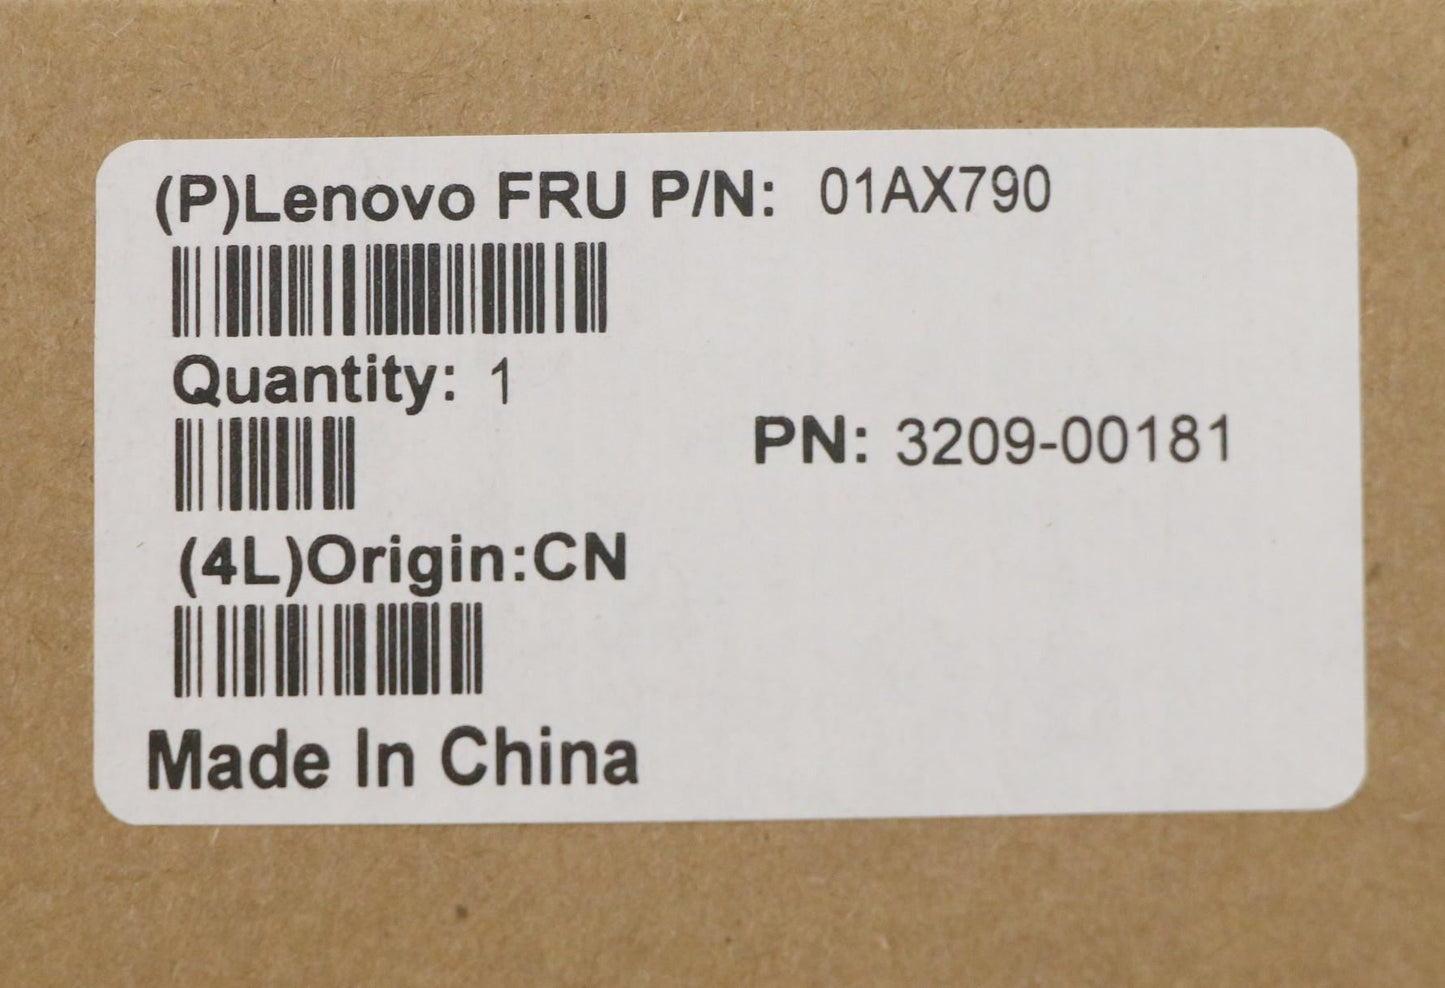 (P)Lenovo FRU P/N: 01AX790
Quantity: 1
PN: 3209-00181
(4L)Origin:CN
Made In China